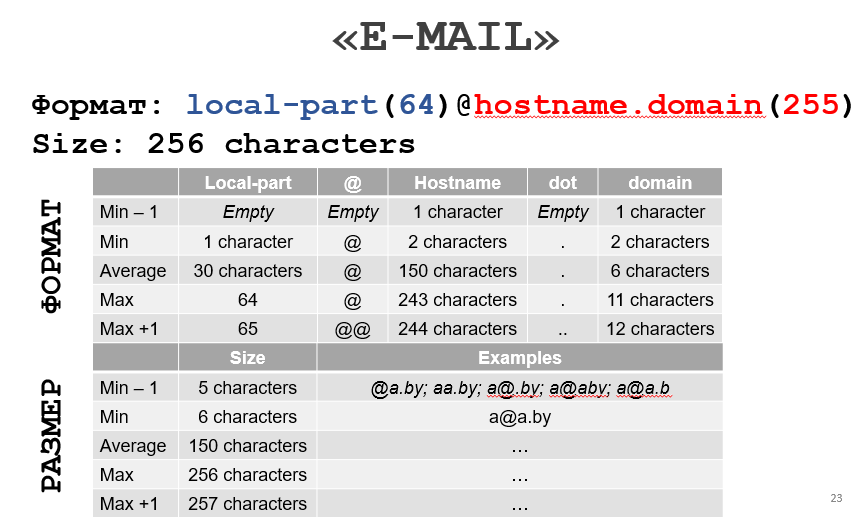 «E-MAIL»
Формат: local-part(64)@hostname.domain(255)
Size: 256 characters
ФОРМАТ
Local-part @ Hostname dot domain
Min – 1 Empty Empty 1 character Empty 1 character
Min 1 character @ 2 characters . 2 characters
Average 30 characters @ 150 characters . 6 characters
Max 64 @ 243 characters . 11 characters
Max +1 65 @@ 244 characters .. 12 characters
РАЗМЕР
Size Examples
Min – 1 5 characters @a.by; aa.by; a@.by; a@aby; a@a.b
Min 6 characters a@a.by
Average 150 characters …
Max 256 characters …
Max +1 257 characters …
23